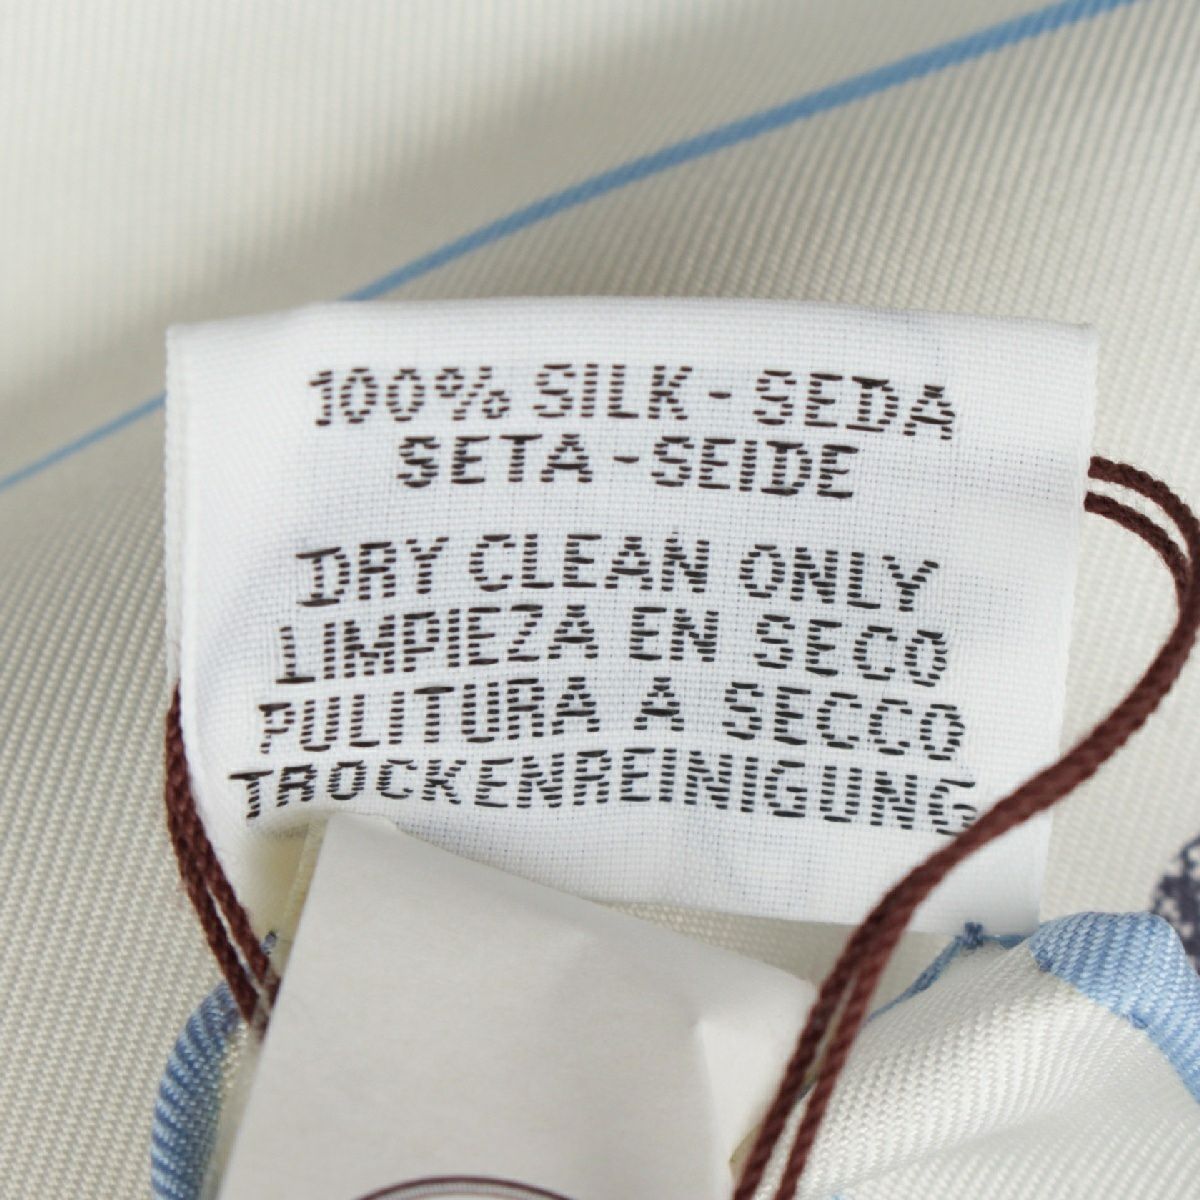 100% SILK - SEDA
SETA - SEIDE
DRY CLEAN ONLY
LIMPIEZA EN SECO
PULITURA A SECCO
TROCKENREINIGUNG